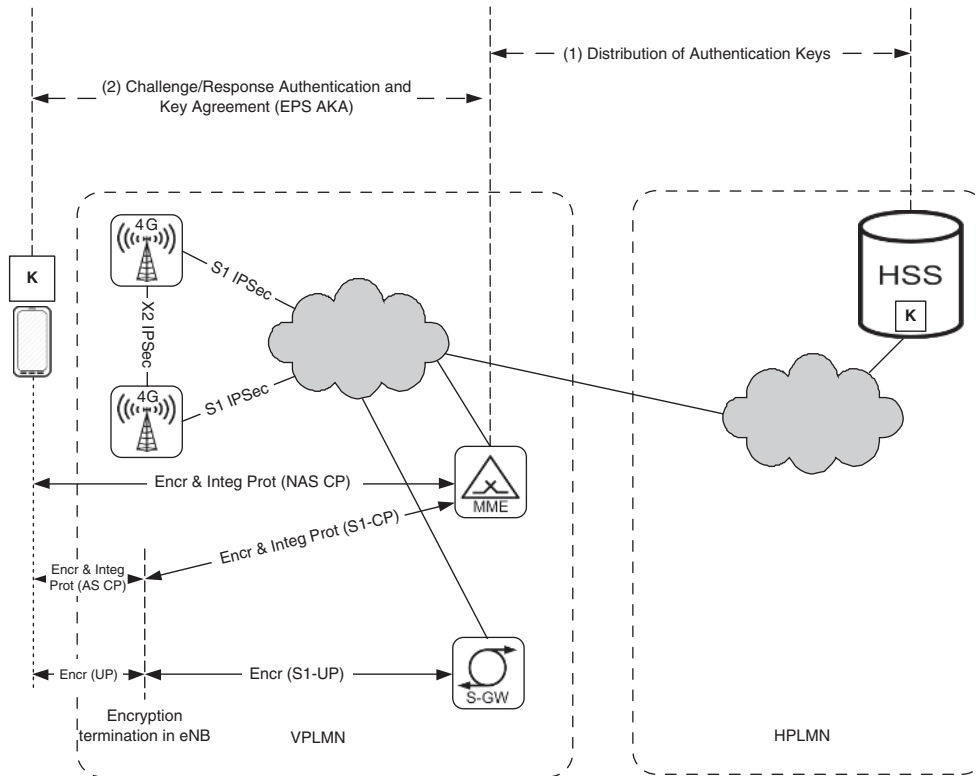 (1) Distribution of Authentication Keys
(2) Challenge/Response Authentication and
Key Agreement (EPS AKA)
4G
S1 IPSec
K
HSS
K
X2 IPSec
4G
S1 IPSec
Encr & Integ Prot (NAS CP)
MME
Encr & Integ Prot (S1-CP)
Encr & Integ
Prot (AS CP)
Encr (UP)
Encr (S1-UP)
S-GW
Encryption
termination in eNB
VPLMN
HPLMN